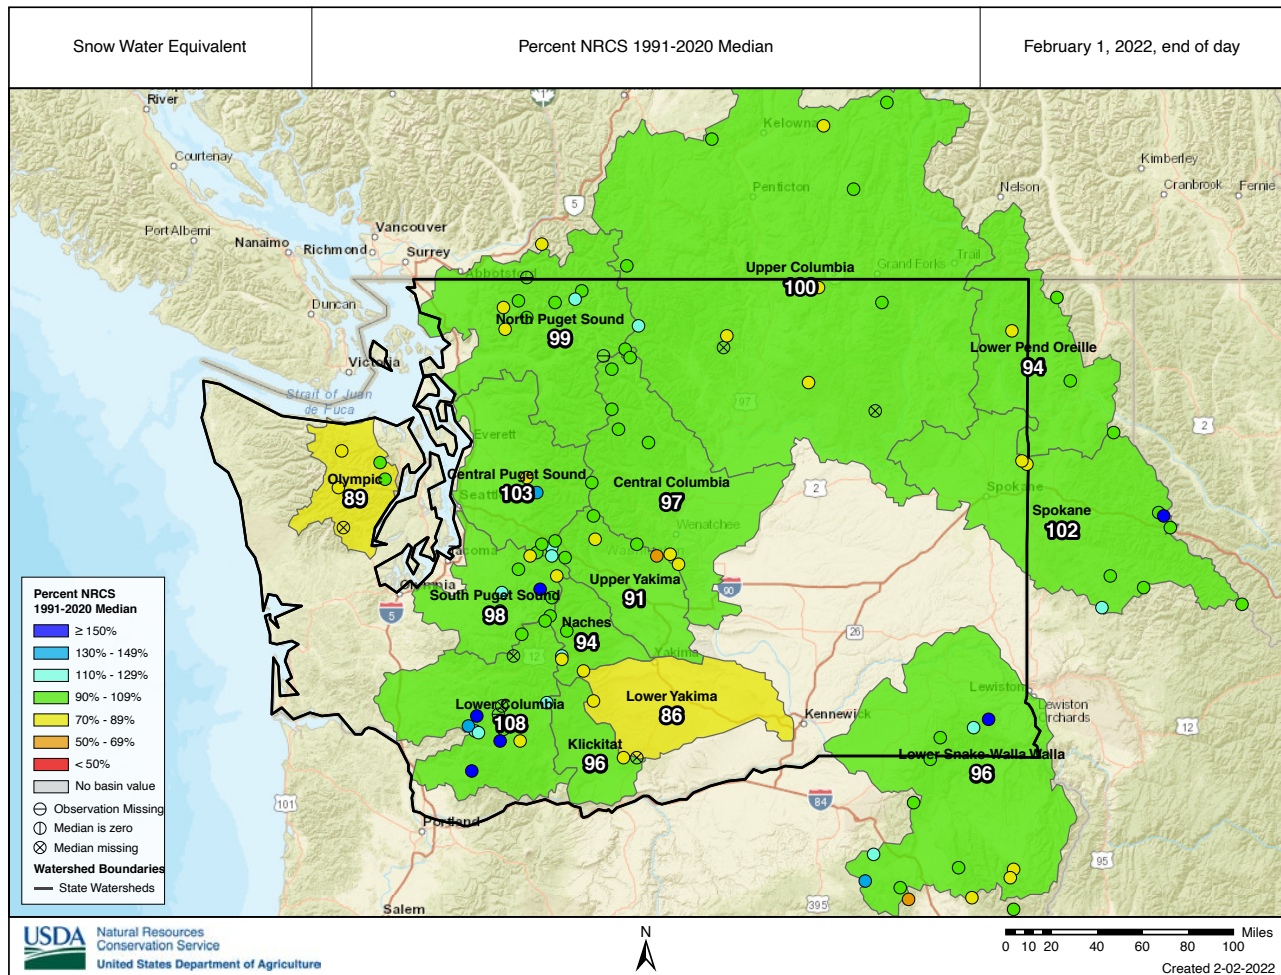 Snow Water Equivalent
Percent NRCS 1991-2020 Median
February 1, 2022, end of day
River
Courtenay
Port Alberni
Nanaimo
Vancouver
Richmond
Surrey
Abbotsford
Duncan
Victoria
Strait of Juan
de Fuca
1
5
Kelowna
Penticton
Nelson
Kimberley
Cranbrook
Fernie
Trail
Grand Forks
Upper Columbia
100
North Puget Sound
99
Lower Pend Oreille
94
97
2
Everett
Olympic
89
Central Puget Sound
103
Seattle
Central Columbia
97
2
Wenatchee
Spokane
Spokane
102
Tacoma
Olympia
Washington
5
South Puget Sound
98
Upper Yakima
91
90
Naches
94
26
12
Yakima
Lower Columbia
108
Lower Yakima
86
Kennewick
Lewiston
Lewiston
Orchards
12
Klickitat
96
Lower Snake-Walla Walla
96
84
101
Portland
95
395
Salem
Percent NRCS
1991-2020 Median
≥ 150%
130% - 149%
110% - 129%
90% - 109%
70% - 89%
50% - 69%
< 50%
No basin value
Observation Missing
Median is zero
Median missing
Watershed Boundaries
State Watersheds
USDA
Natural Resources
Conservation Service
United States Department of Agriculture
N
Miles
0 10 20 40 60 80 100
Created 2-02-2022